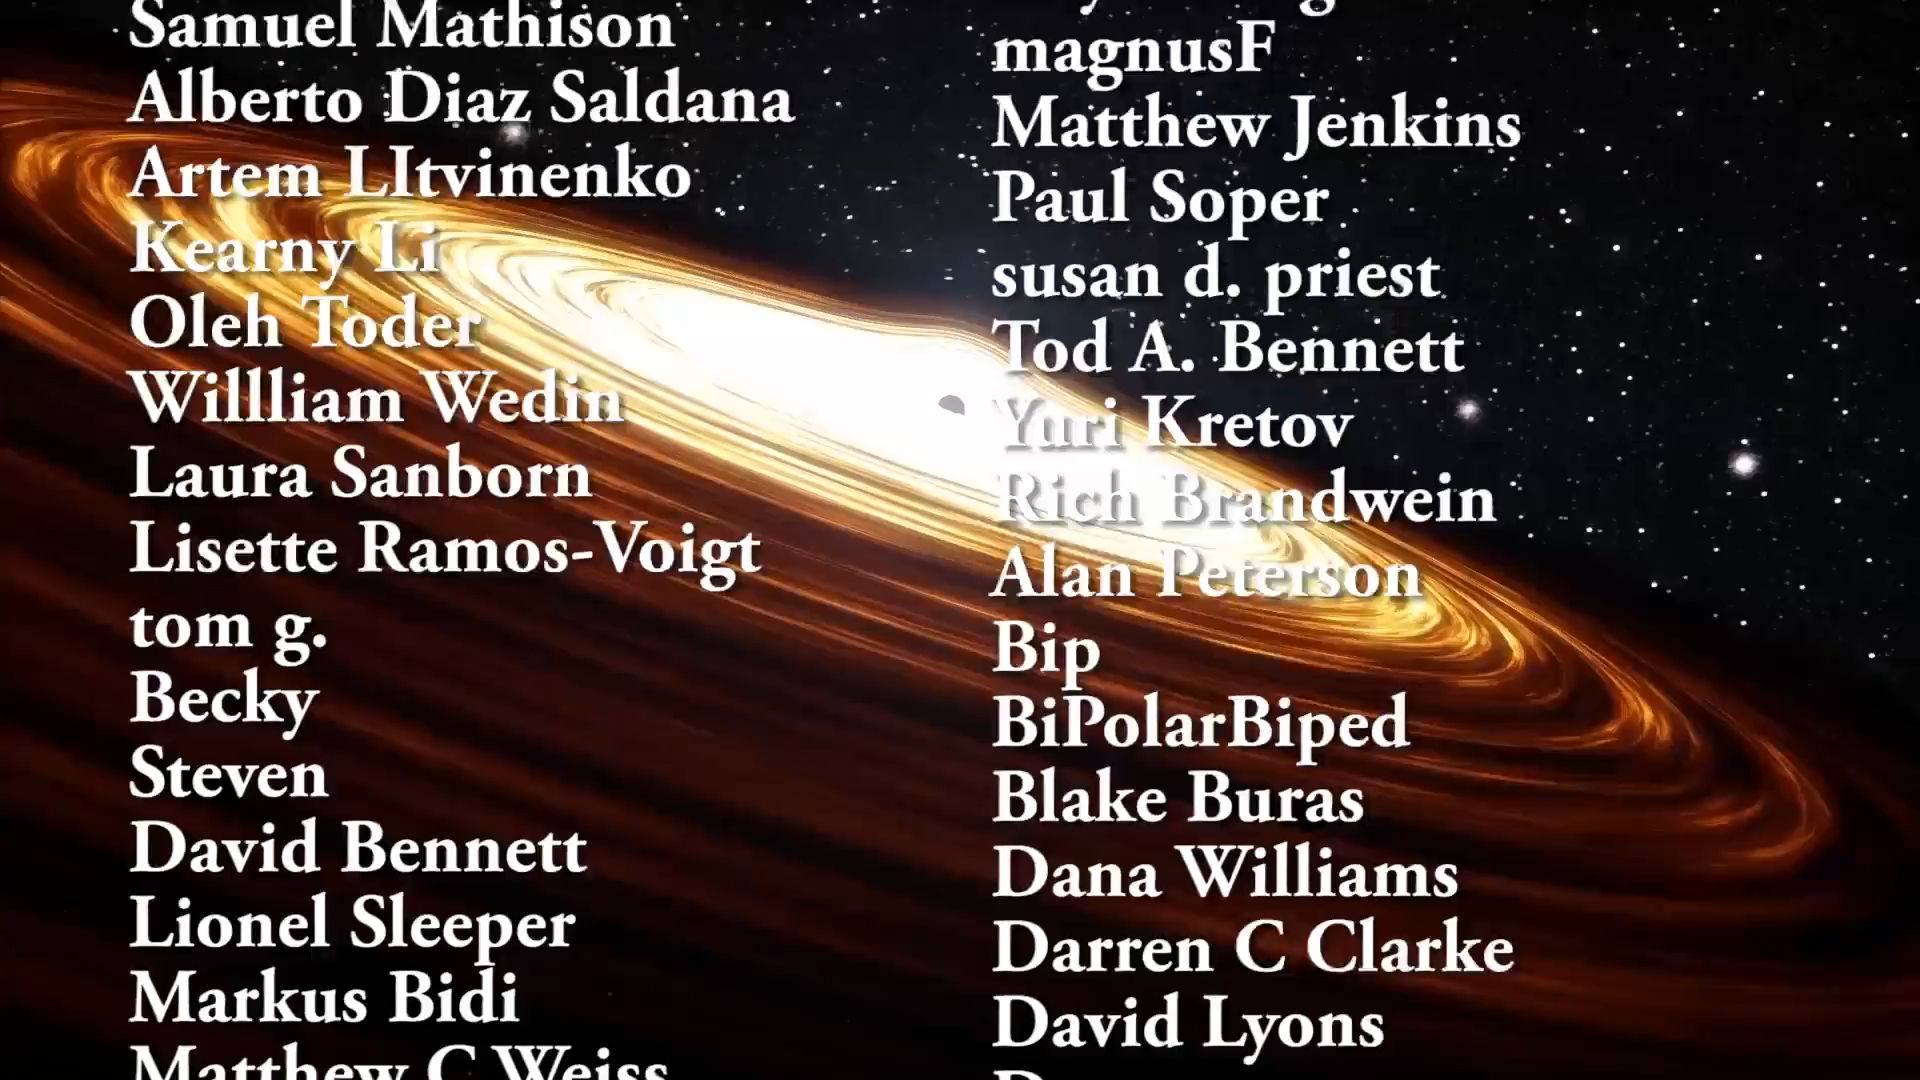 Samuel Mathison
Alberto Diaz Saldana
Artem LItvinenko
Kearny Li
Oleh Toder
Willliam Wedin
Laura Sanborn
Lisette Ramos-Voigt
tom g.
Becky
Steven
David Bennett
Lionel Sleeper
Markus Bidi
Matthew C Weiss
magnusF
Matthew Jenkins
Paul Soper
susan d. priest
Tod A. Bennett
Yuri Kretov
Rich Brandwein
Alan Peterson
Bip
BiPolarBiped
Blake Buras
Dana Williams
Darren C Clarke
David Lyons